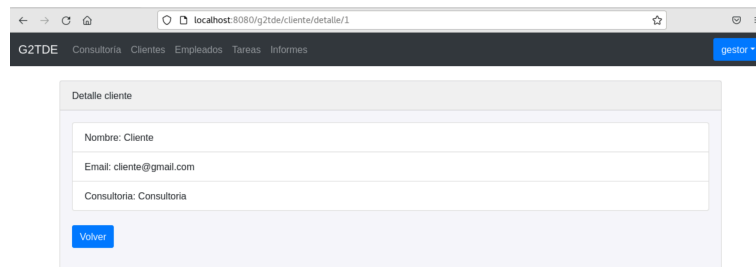 localhost:8080/g2tde/cliente/detalle/1
G2TDE Consultoría Clientes Empleados Tareas Informes gestor
Detalle cliente
Nombre: Cliente
Email: cliente@gmail.com
Consultoria: Consultoria
Volver